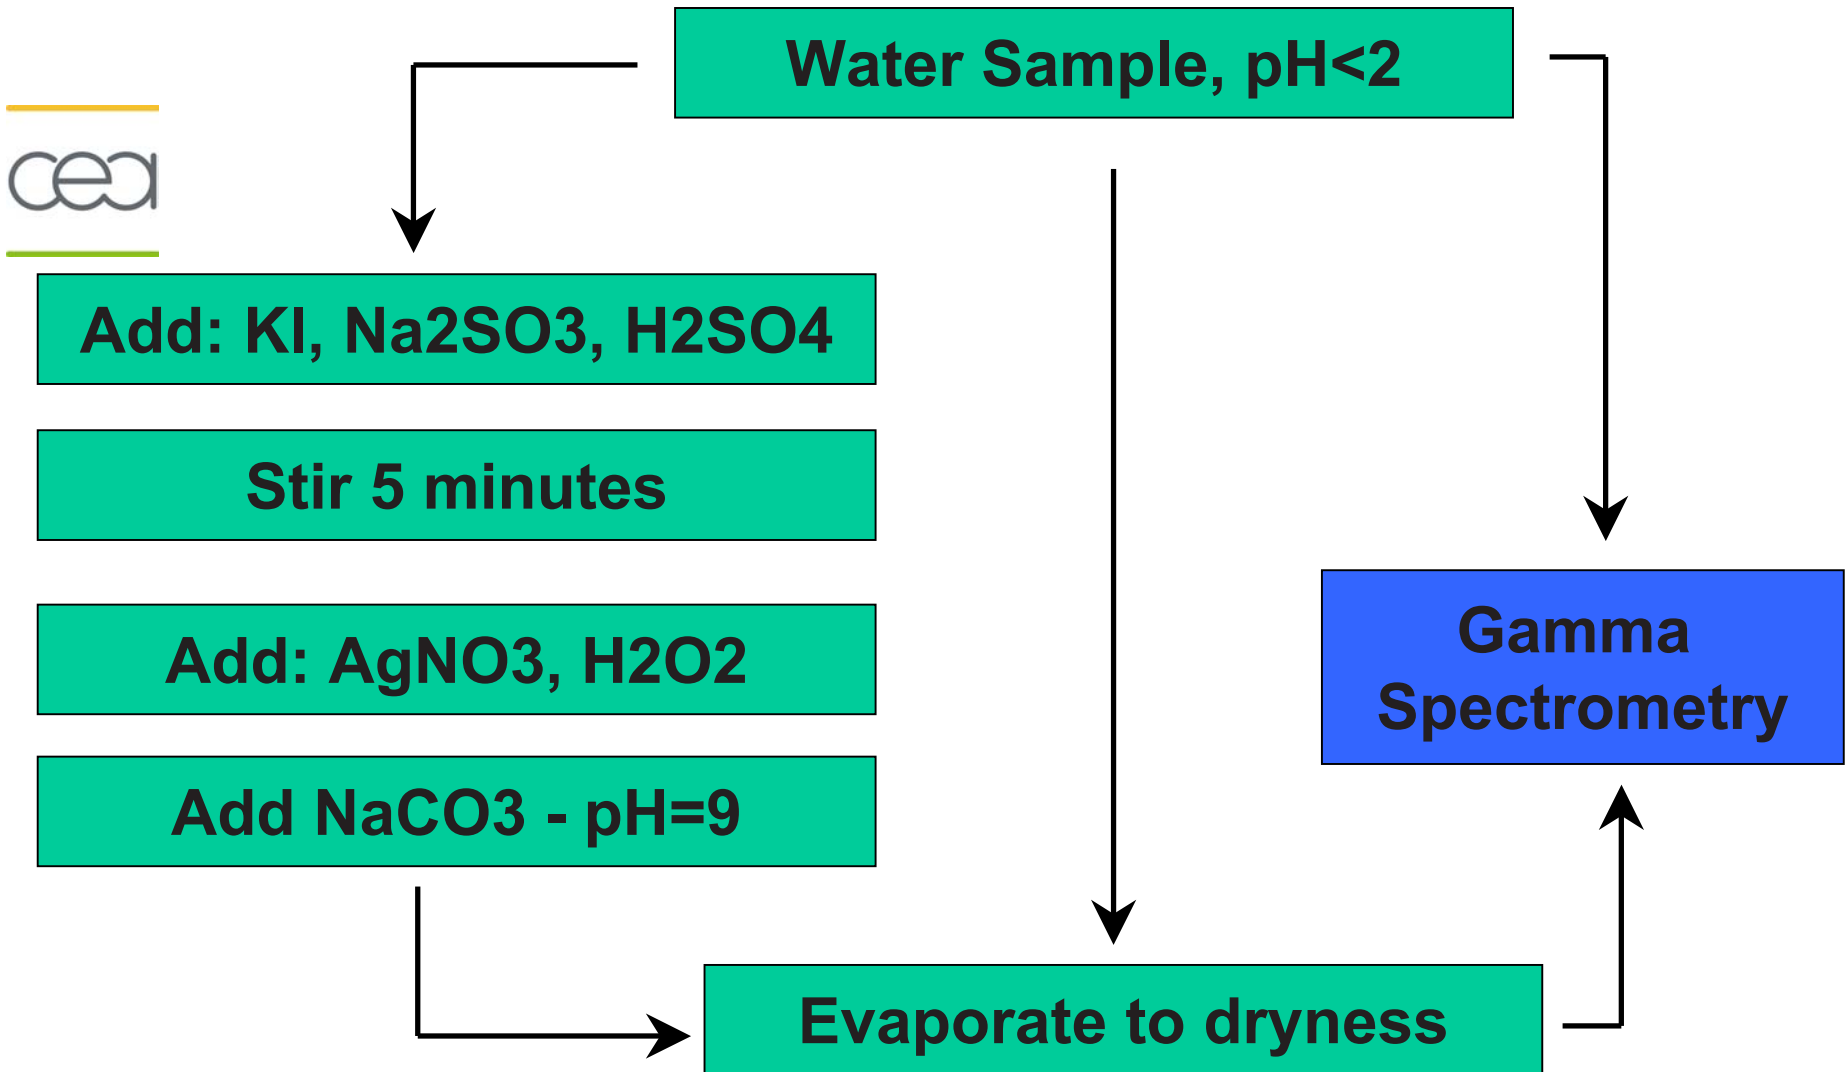 Water Sample, pH<2
cea
Add: KI, Na2SO3, H2SO4
Stir 5 minutes
Add: AgNO3, H2O2
Gamma
Spectrometry
Add NaCO3 - pH=9
Evaporate to dryness